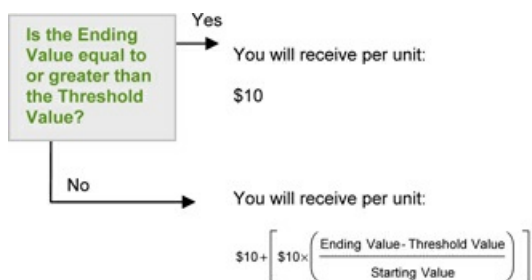 Is the Ending
Value equal to
or greater than
the Threshold
Value?
Yes
You will receive per unit:
$10
No
You will receive per unit:
$10+[$10×(Ending Value-Threshold Value
Starting Value)]